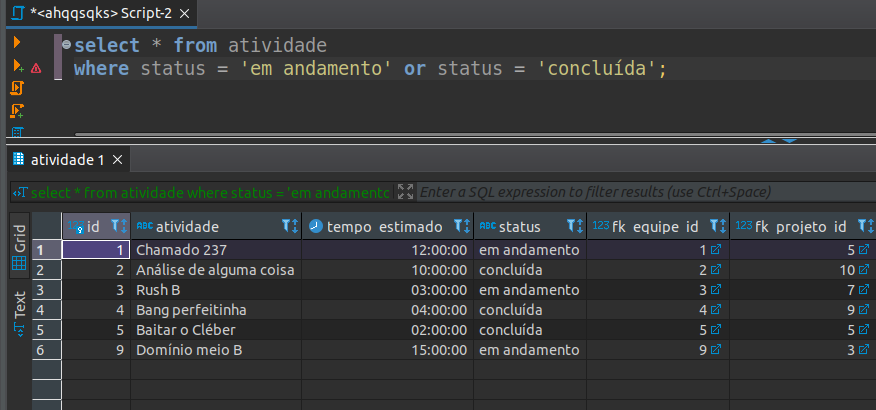 *<ahqqsqks> Script-2
select * from atividade
where status = 'em andamento' or status = 'concluída';
atividade 1
select * from atividade where status = 'em andamento Enter a SQL expression to filter results (use Ctrl+Space)
Grid
Text
id ABC atividade tempo_estimado ABC status 123 fk_equipe_id 123 fk_projeto_id
1 1 Chamado 237 12:00:00 em andamento 1 5
2 2 Análise de alguma coisa 10:00:00 concluída 2 10
3 3 Rush B 03:00:00 em andamento 3 7
4 4 Bang perfeitinha 04:00:00 concluída 4 9
5 5 Baitar o Cléber 02:00:00 concluída 5 5
6 9 Domínio meio B 15:00:00 em andamento 9 3